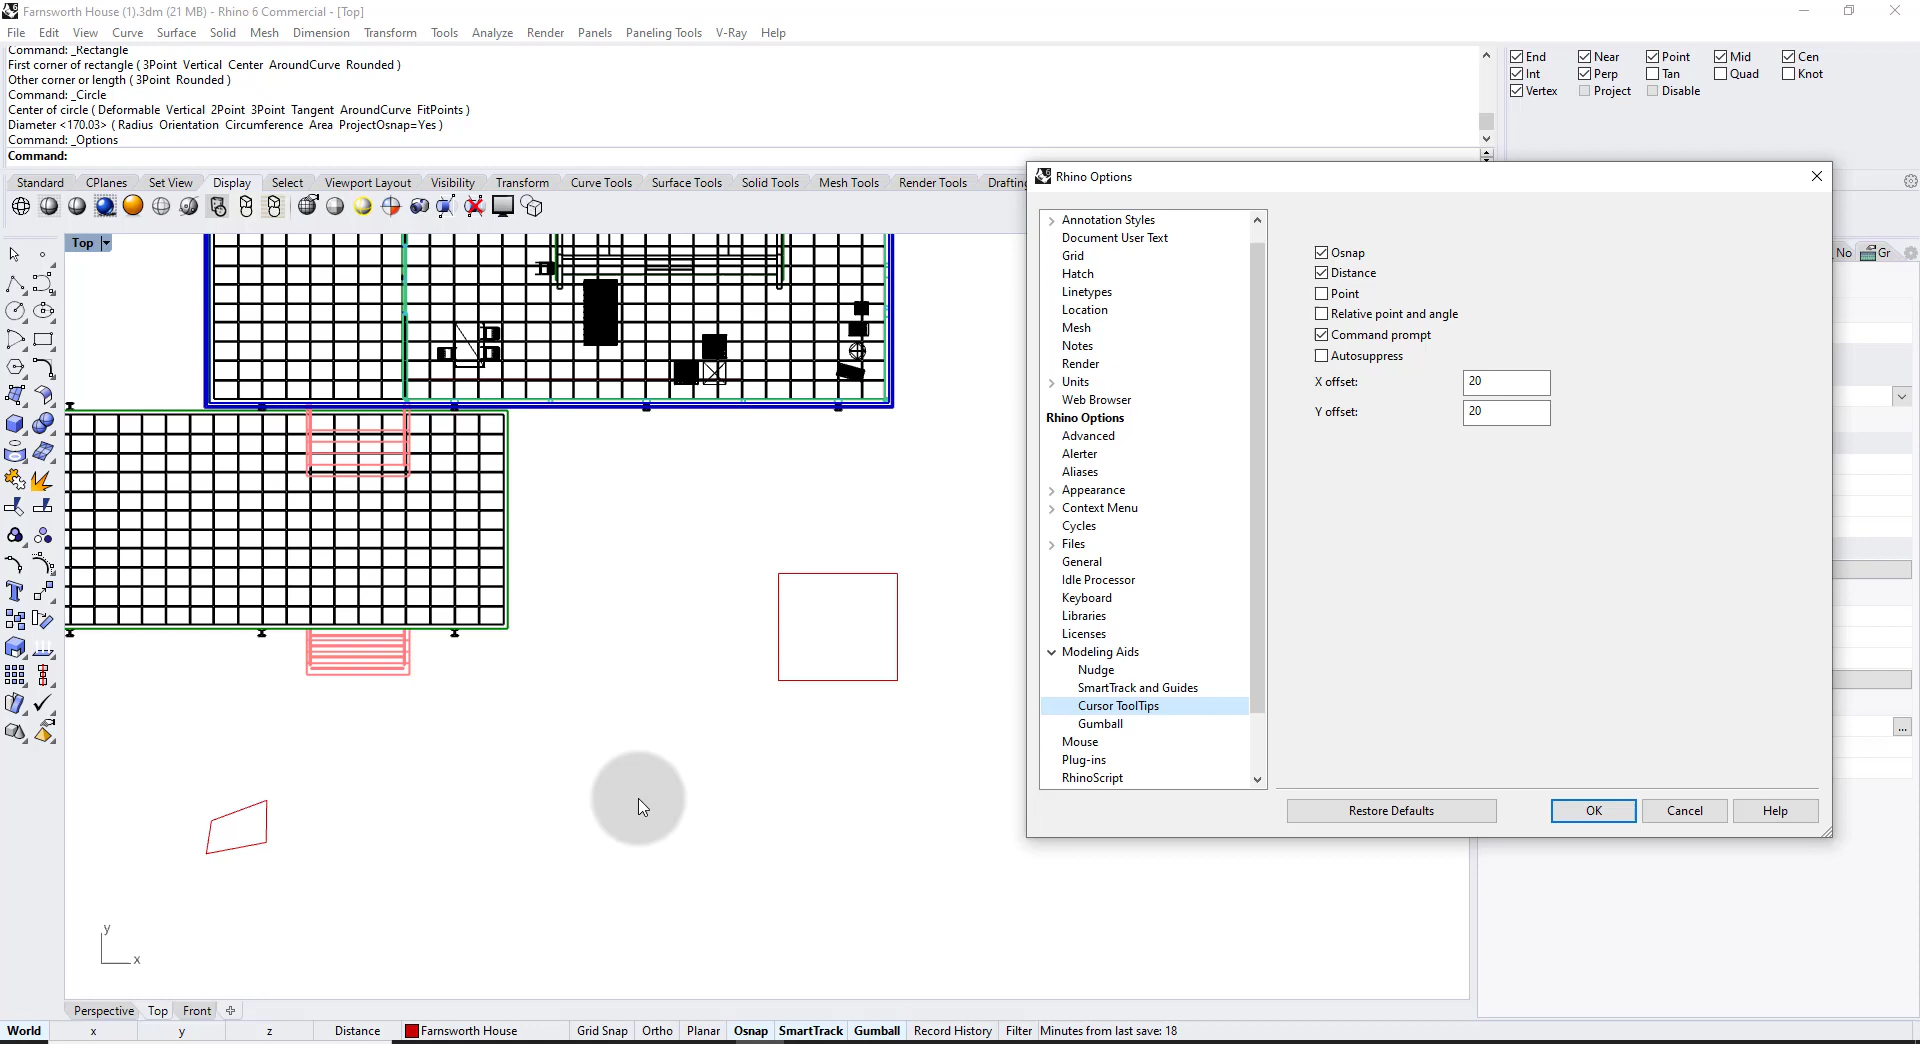 Farnsworth House (1).3dm (21 MB) - Rhino 6 Commercial - [Top]
File Edit View Curve Surface Solid Mesh Dimension Transform Tools Analyze Render Panels Paneling Tools V-Ray Help
Command: _Rectangle
First corner of rectangle ( 3Point Vertical Center AroundCurve Rounded )
Other corner or length ( 3Point Rounded )
Command: _Circle
Center of circle ( Deformable Vertical 2Point 3Point Tangent AroundCurve FitPoints )
Diameter <170.03> ( Radius Orientation Circumference Area ProjectOsnap=Yes )
Command: _Options
Command:
End Near Point Mid Cen
Int Perp Tan Quad Knot
Vertex Project Disable
Standard CPlanes Set View Display Select Viewport Layout Visibility Transform Curve Tools Surface Tools Solid Tools Mesh Tools Render Tools Drafting
Top
No Gr
Rhino Options
Annotation Styles
Document User Text
Grid
Hatch
Linetypes
Location
Mesh
Notes
Render
Units
Web Browser
Rhino Options
Advanced
Alerter
Aliases
Appearance
Context Menu
Cycles
Files
General
Idle Processor
Keyboard
Libraries
Licenses
Modeling Aids
Nudge
SmartTrack and Guides
Cursor ToolTips
Gumball
Mouse
Plug-ins
RhinoScript
Osnap
Distance
Point
Relative point and angle
Command prompt
Autosuppress
X offset: 20
Y offset: 20
Restore Defaults OK Cancel Help
...
y
x
Perspective Top Front
World x y z Distance Farnsworth House Grid Snap Ortho Planar Osnap SmartTrack Gumball Record History Filter Minutes from last save: 18